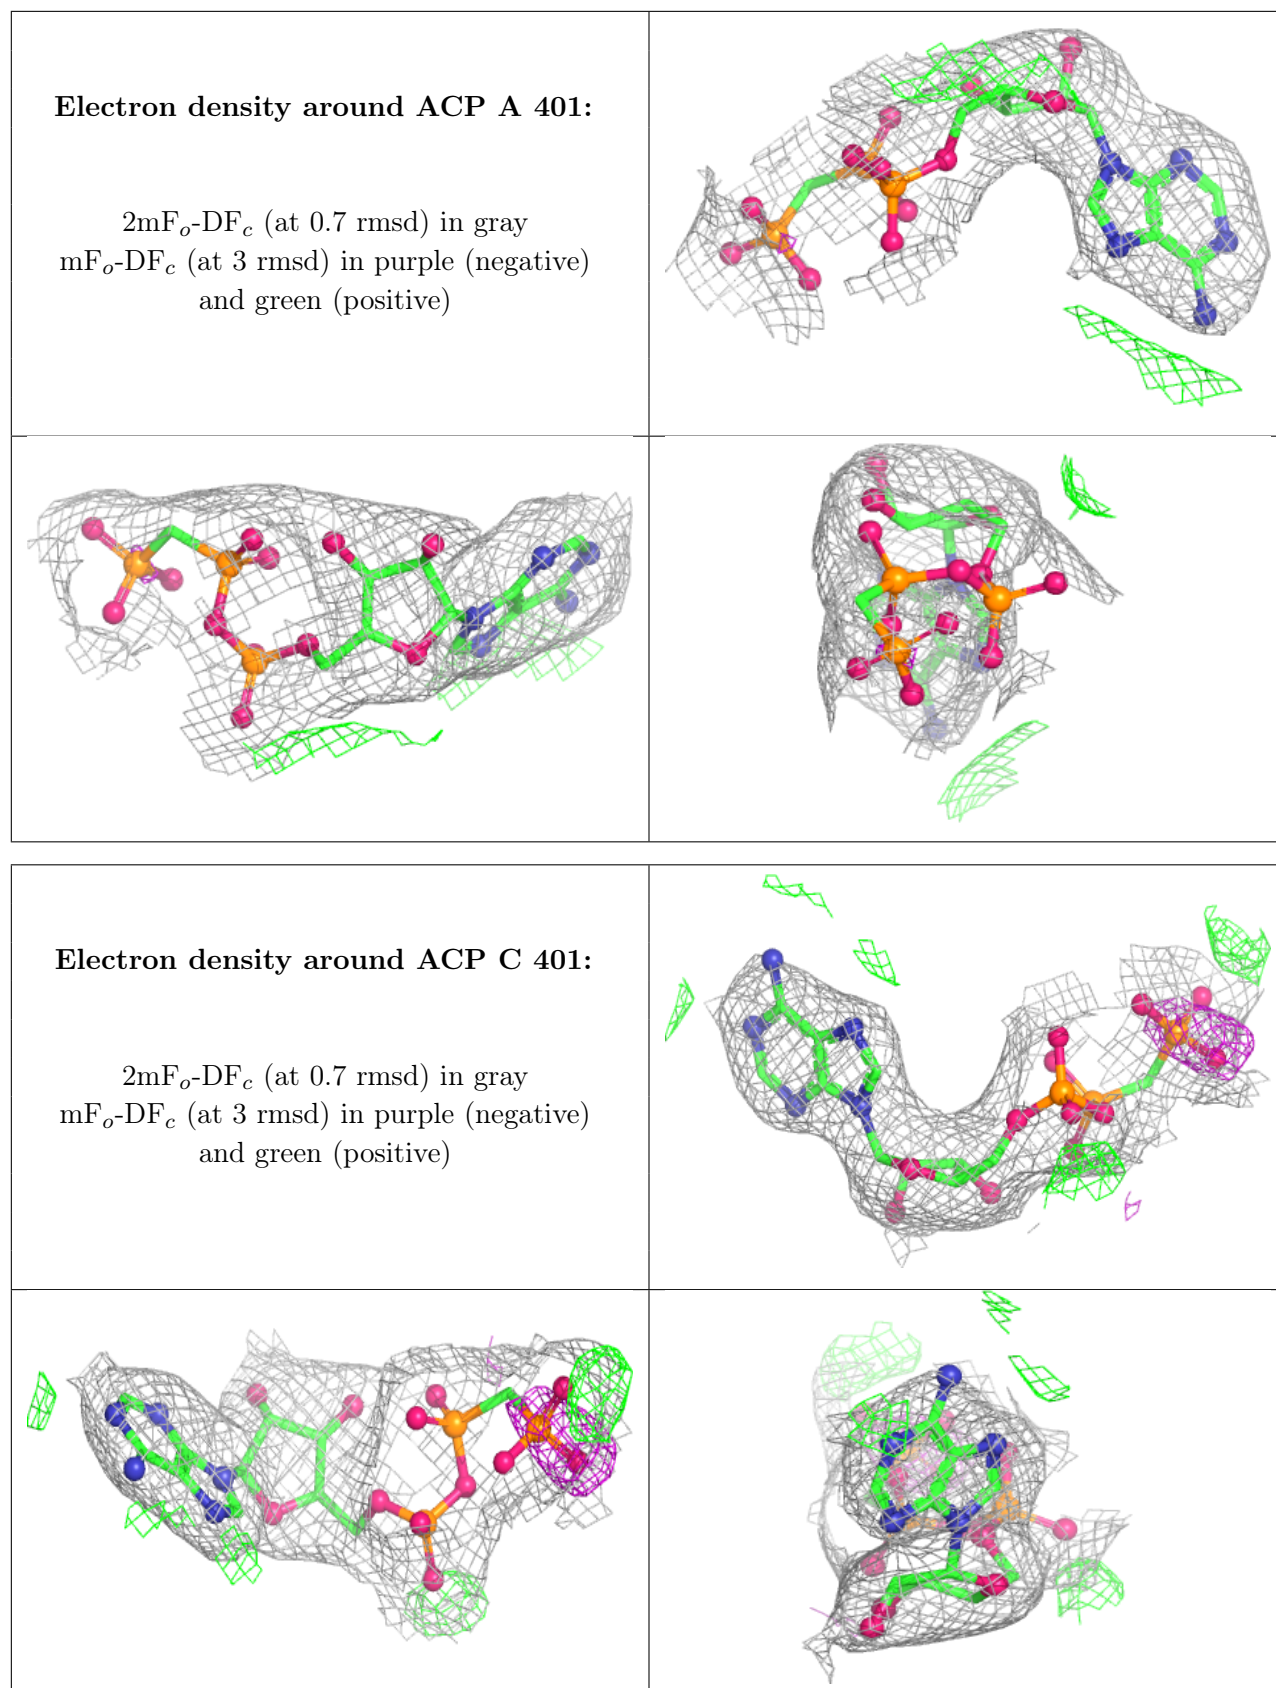 Electron density around ACP A 401:
2mFo-DFc (at 0.7 rmsd) in gray
mFo-DFc (at 3 rmsd) in purple (negative)
and green (positive)
Electron density around ACP C 401:
2mFo-DFc (at 0.7 rmsd) in gray
mFo-DFc (at 3 rmsd) in purple (negative)
and green (positive)